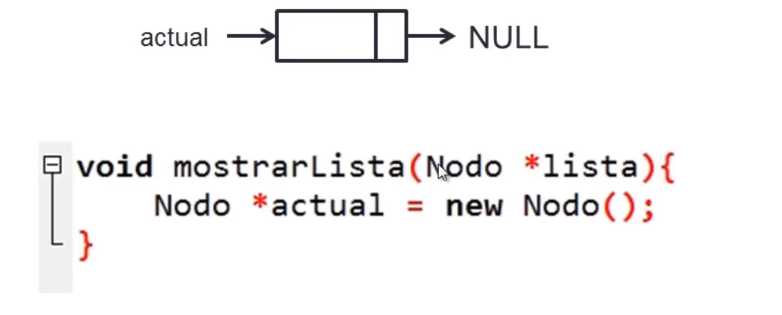 actual NULL
void mostrarLista(Nodo *lista){
Nodo *actual = new Nodo();
}